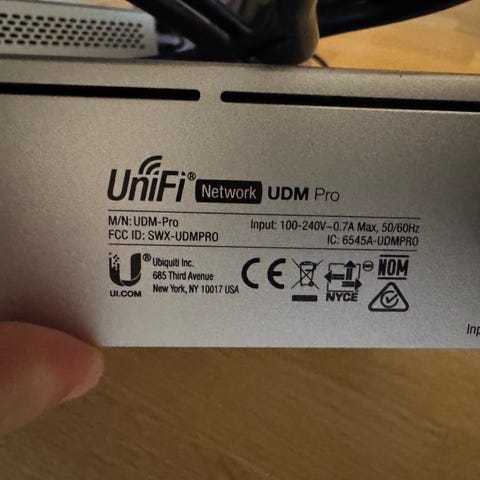 UniFi® Network UDM Pro
M/N: UDM-Pro
Input: 100-240V~0.7A Max, 50/60Hz
FCC ID: SWX-UDMPRO
IC: 6545A-UDMPRO
U®
UI.COM
Ubiquiti Inc.
685 Third Avenue
New York, NY 10017 USA
CE
NYCE
NOM
Inp